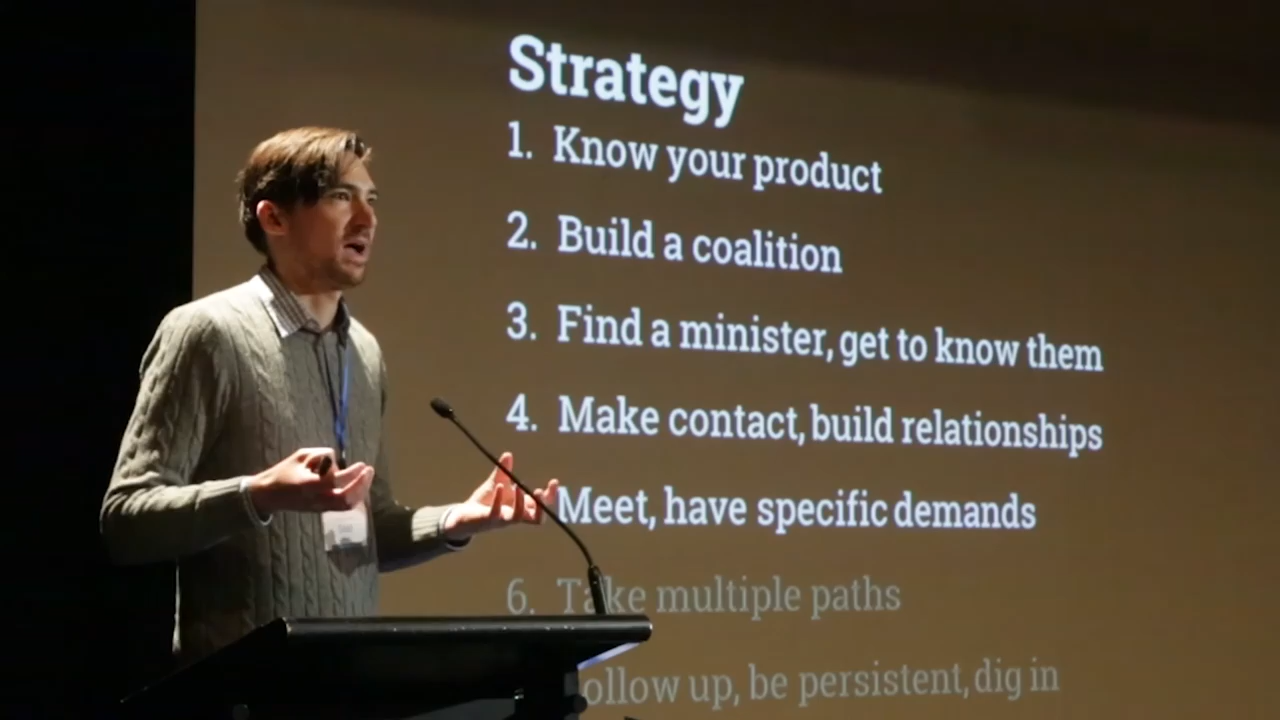 Strategy
1. Know your product
2. Build a coalition
3. Find a minister, get to know them
4. Make contact, build relationships
Meet, have specific demands
6. Take multiple paths
ollow up, be persistent, dig in